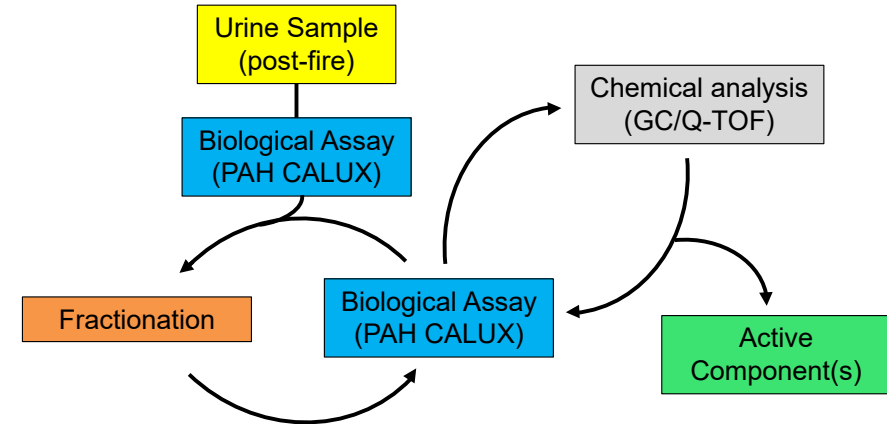 Urine Sample
(post-fire)
Biological Assay
(PAH CALUX)
Chemical analysis
(GC/Q-TOF)
Fractionation
Biological Assay
(PAH CALUX)
Active
Component(s)